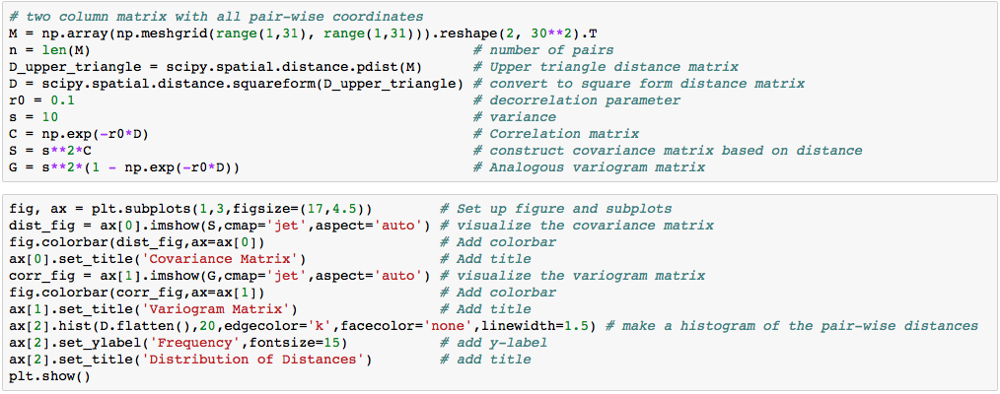 # two column matrix with all pair-wise coordinates
M = np.array(np.meshgrid(range(1,31), range(1,31))).reshape(2, 30**2).T
n = len(M) # number of pairs
D_upper_triangle = scipy.spatial.distance.pdist(M) # Upper triangle distance matrix
D = scipy.spatial.distance.squareform(D_upper_triangle) # convert to square form distance matrix
r0 = 0.1 # decorrelation parameter
s = 10 # variance
C = np.exp(-r0*D) # Correlation matrix
S = s**2*C # construct covariance matrix based on distance
G = s**2*(1 - np.exp(-r0*D)) # Analogous variogram matrix
fig, ax = plt.subplots(1,3,figsize=(17,4.5)) # Set up figure and subplots
dist_fig = ax[0].imshow(S,cmap='jet',aspect='auto') # visualize the covariance matrix
fig.colorbar(dist_fig,ax=ax[0]) # Add colorbar
ax[0].set_title('Covariance Matrix') # Add title
corr_fig = ax[1].imshow(G,cmap='jet',aspect='auto') # visualize the variogram matrix
fig.colorbar(corr_fig,ax=ax[1]) # Add colorbar
ax[1].set_title('Variogram Matrix') # Add title
ax[2].hist(D.flatten(),20,edgecolor='k',facecolor='none',linewidth=1.5) # make a histogram of the pair-wise distances
ax[2].set_ylabel('Frequency',fontsize=15) # add y-label
ax[2].set_title('Distribution of Distances') # add title
plt.show()